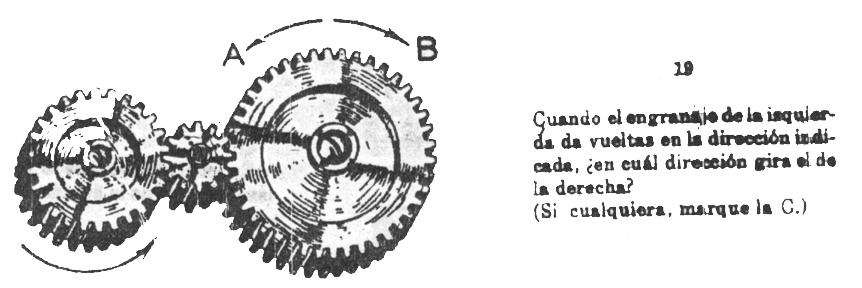 A
B
19
Cuando el engranaje de la izquier-
da da vueltas en la dirección indi-
cada, ¿en cuál dirección gira el de
la derecha?
(Si cualquiera, marque la C.)